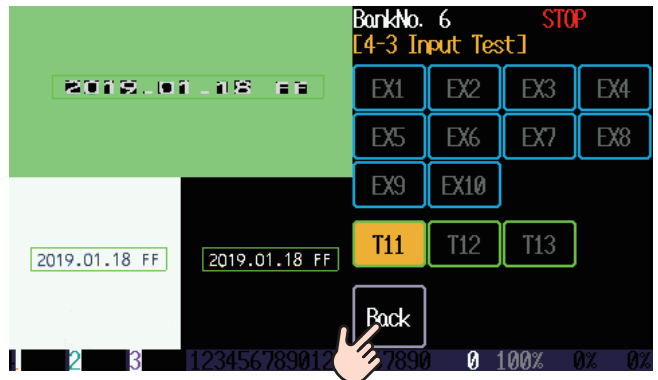 BankNo. 6 STOP
[4-3 Input Test]
2019.01.18 FF
EX1 EX2 EX3 EX4
EX5 EX6 EX7 EX8
EX9 EX10
2019.01.18 FF 2019.01.18 FF
T11 T12 T13
Back
2 3 123456789012 7890 0 100% 0% 0%